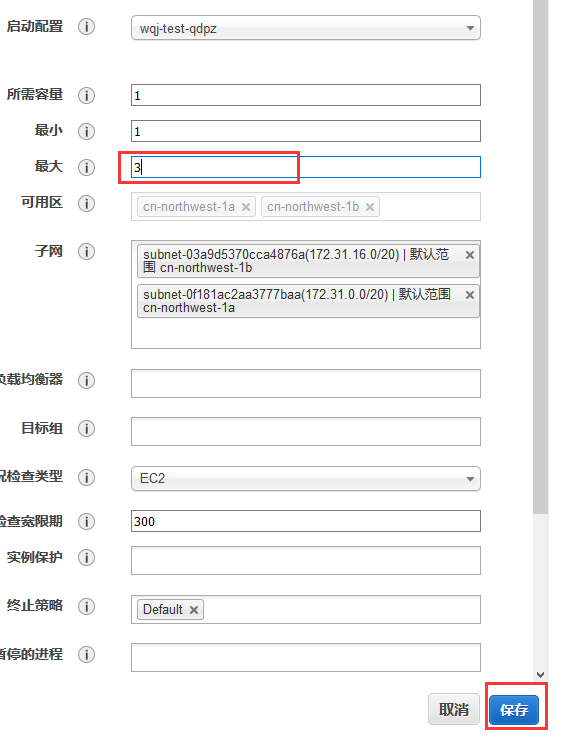 启动配置 i wqj-test-qdpz
所需容量 i 1
最小 i 1
最大 i 3
可用区 i cn-northwest-1a × cn-northwest-1b ×
子网 i subnet-03a9d5370cca4876a(172.31.16.0/20) | 默认范 ×
围 cn-northwest-1b
subnet-0f181ac2aa3777baa(172.31.0.0/20) | 默认范围 ×
cn-northwest-1a
负载均衡器 i
目标组 i
况检查类型 i EC2
检查宽限期 i 300
实例保护 i
终止策略 i Default ×
暂停的进程 i
取消 保存